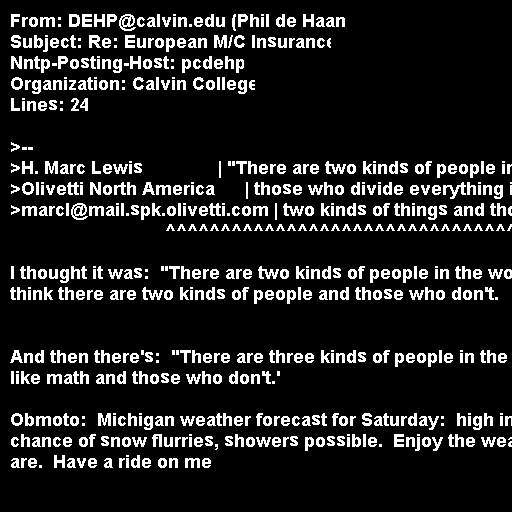 From: DEHP@calvin.edu (Phil de Haan
Subject: Re: European M/C Insurance
Nntp-Posting-Host: pcdehp
Organization: Calvin College
Lines: 24
>--
>H. Marc Lewis | "There are two kinds of people in
>Olivetti North America | those who divide everything i
>marcl@mail.spk.olivetti.com | two kinds of things and tho
^^^^^^^^^^^^^^^^^^^^^^^^^^^^^^^^
I thought it was: "There are two kinds of people in the wo
think there are two kinds of people and those who don't.
And then there's: "There are three kinds of people in the
like math and those who don't.'
Obmoto: Michigan weather forecast for Saturday: high in
chance of snow flurries, showers possible. Enjoy the wea
are. Have a ride on me